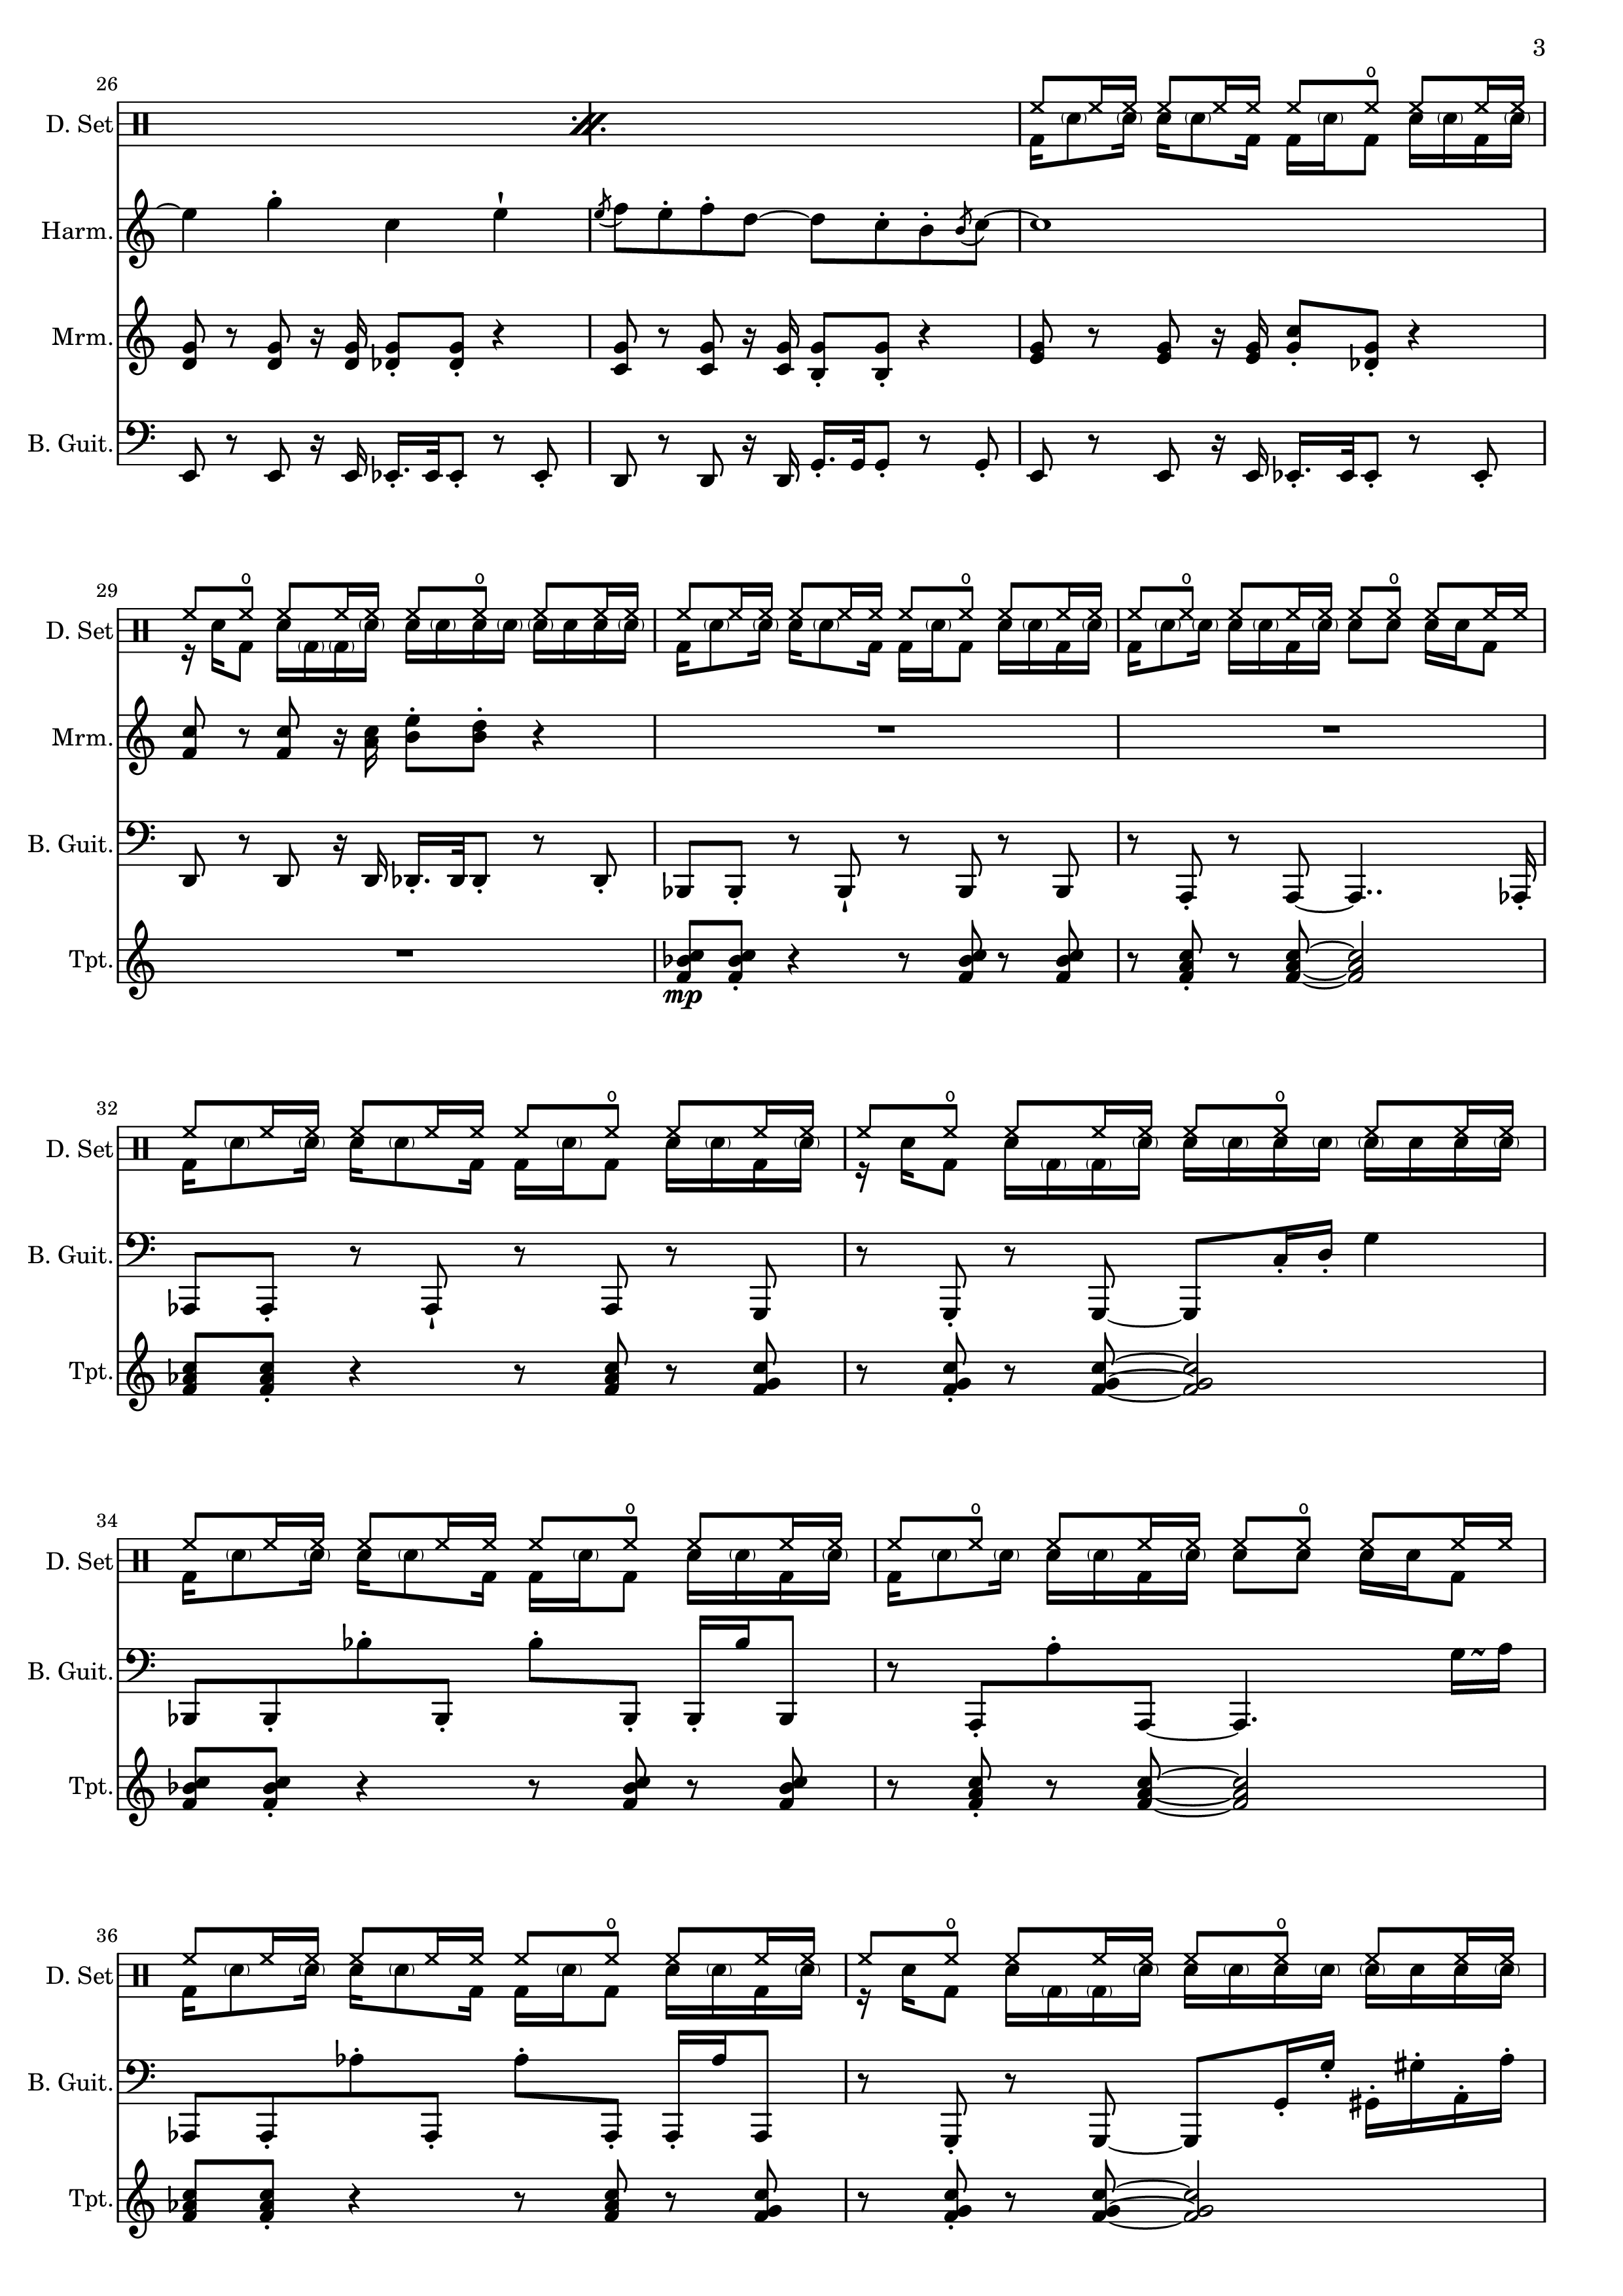 3
26
D. Set
Harm.
Mrm.
B. Guit.
29
D. Set
Mrm.
B. Guit.
Tpt.
mp
32
D. Set
B. Guit.
Tpt.
34
D. Set
B. Guit.
Tpt.
36
D. Set
B. Guit.
Tpt.